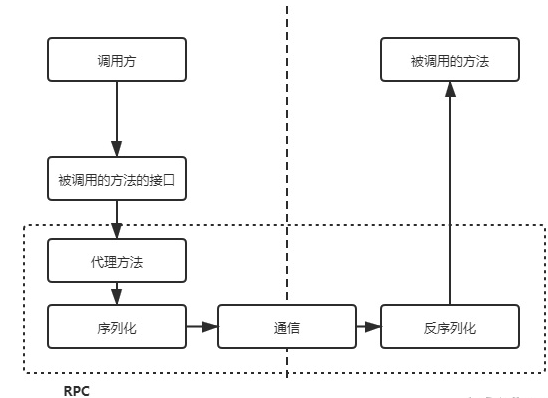 调用方
被调用的方法
被调用的方法的接口
代理方法
序列化
通信
反序列化
RPC